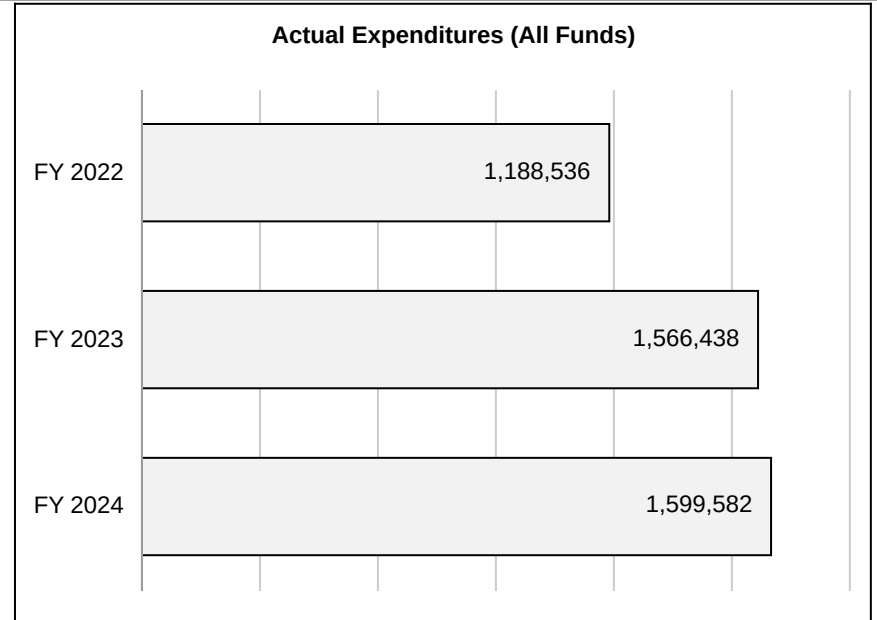 Actual Expenditures (All Funds)
FY 2022
1,188,536
FY 2023
1,566,438
FY 2024
1,599,582